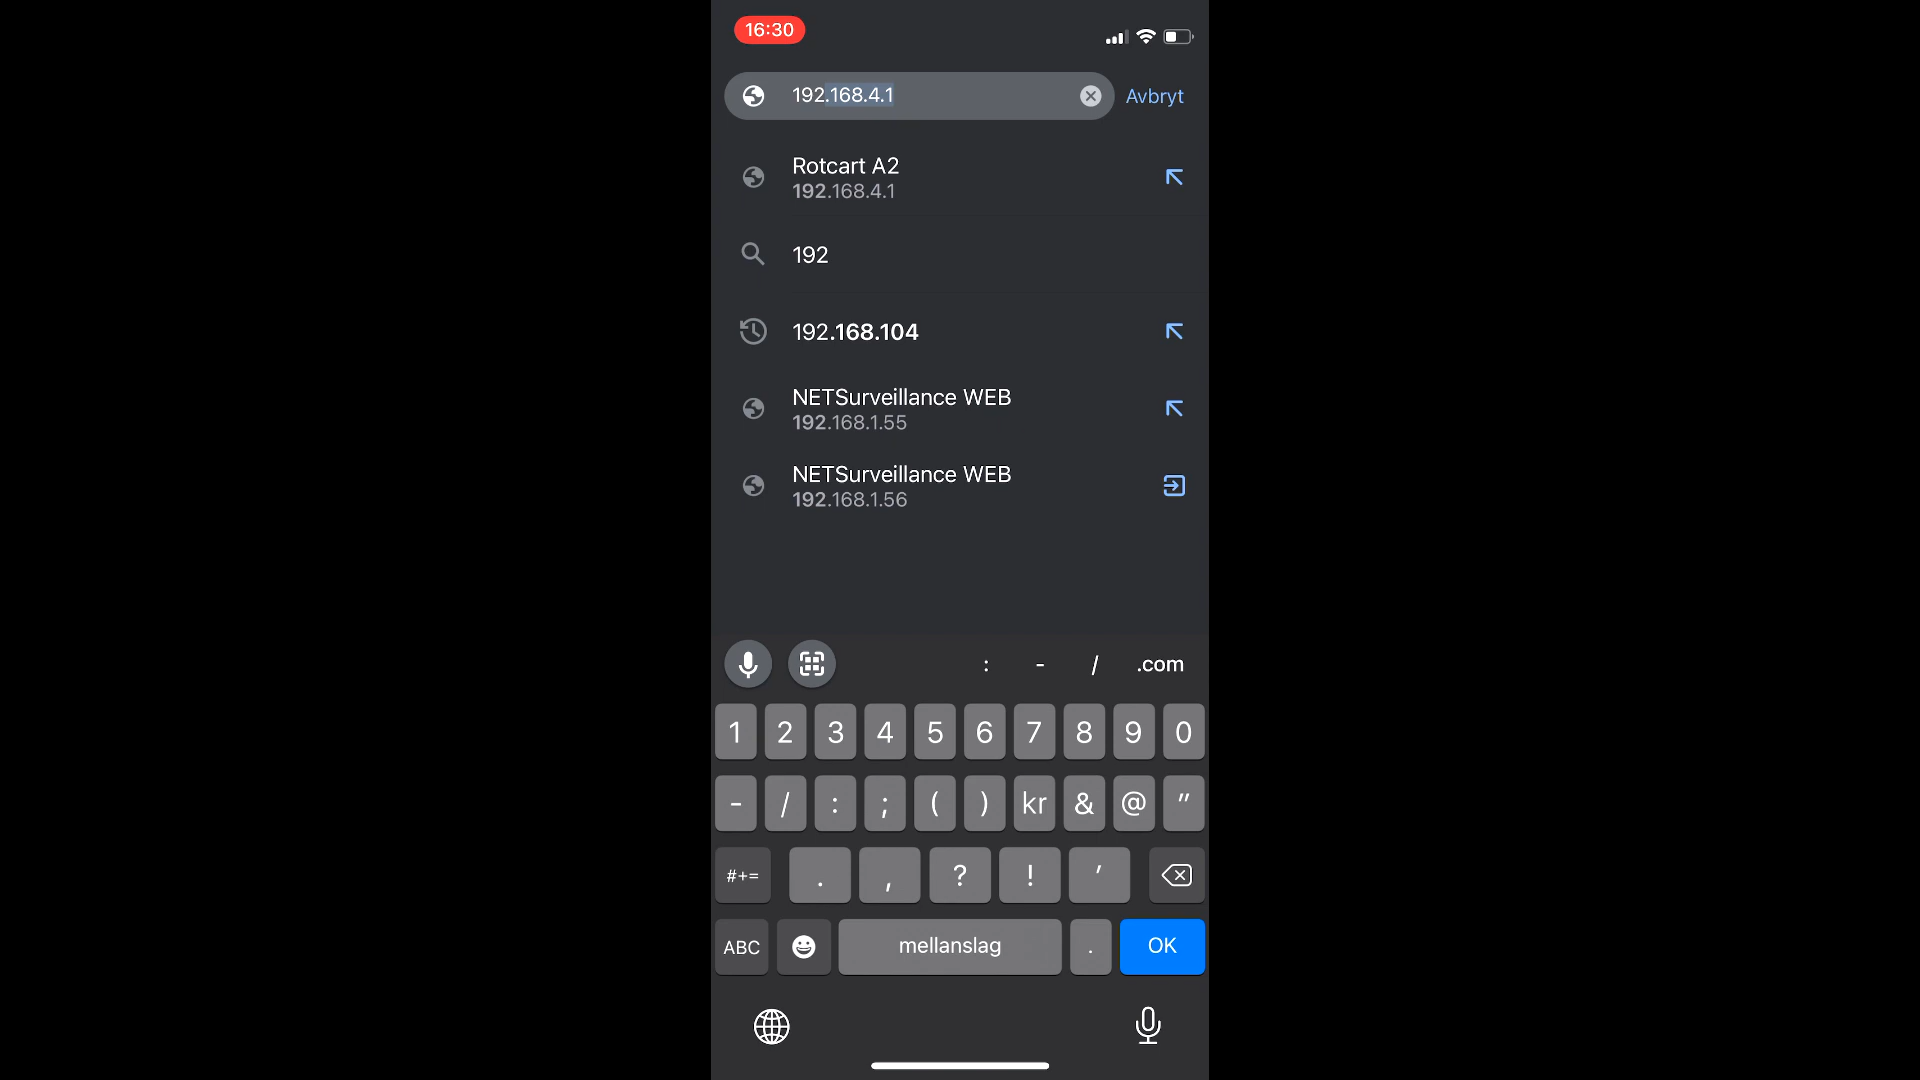 16:30
192.168.4.1
Avbryt
Rotcart A2
192.168.4.1
192
192.168.104
NETSurveillance WEB
192.168.1.55
NETSurveillance WEB
192.168.1.56
: - / .com
1 2 3 4 5 6 7 8 9 0
- / : ; ( ) kr & @ "
#+= . , ? ! '
ABC mellanslag . OK